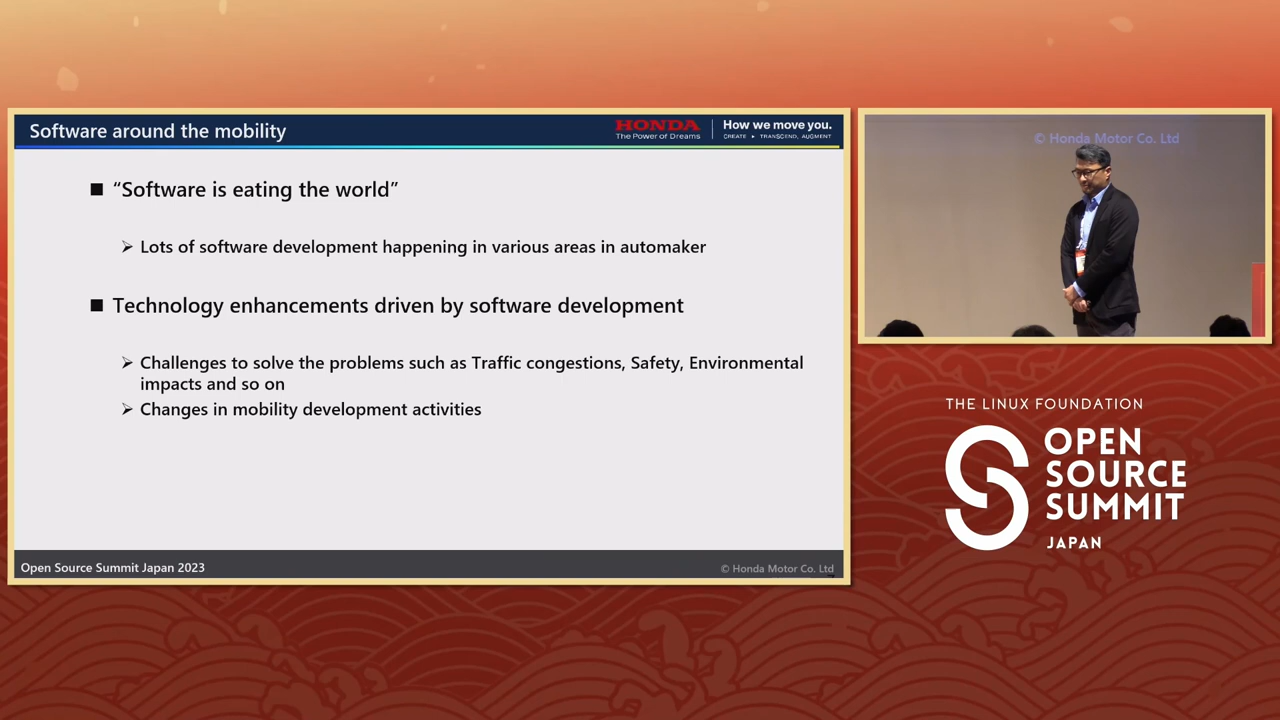 Software around the mobility
HONDA
The Power of Dreams
How we move you.
CREATE ▸ TRANSCEND, AUGMENT
■ “Software is eating the world”
➢ Lots of software development happening in various areas in automaker
■ Technology enhancements driven by software development
➢ Challenges to solve the problems such as Traffic congestions, Safety, Environmental
impacts and so on
➢ Changes in mobility development activities
Open Source Summit Japan 2023
© Honda Motor Co. Ltd
© Honda Motor Co. Ltd
THE LINUX FOUNDATION
OPEN
SOURCE
SUMMIT
JAPAN